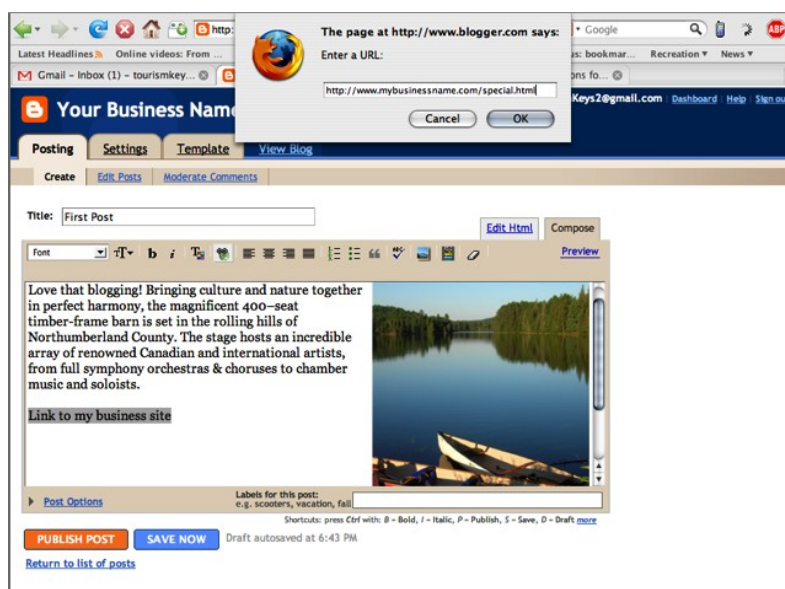 The page at http://www.blogger.com says:
Enter a URL:
http://www.mybusinessname.com/special.html
Cancel OK
http:
Google
ABP
Latest Headlines Online videos: From ...
us: bookmar... Recreation News
Gmail - Inbox (1) - tourismkey...
ons fo...
Your Business Nam
Keys2@gmail.com Dashboard Help Sign ou
Posting Settings Template View Blog
Create Edit Posts Moderate Comments
Title: First Post
Edit Html Compose
Font
Preview
Love that blogging! Bringing culture and nature together
in perfect harmony, the magnificent 400-seat
timber-frame barn is set in the rolling hills of
Northumberland County. The stage hosts an incredible
array of renowned Canadian and international artists,
from full symphony orchestras & choruses to chamber
music and soloists.
Link to my business site
Post Options
Labels for this post:
e.g. scooters, vacation, fall
Shortcuts: press Ctrl with: B = Bold, I = Italic, P = Publish, S = Save, D = Draft more
PUBLISH POST SAVE NOW Draft autosaved at 6:43 PM
Return to list of posts